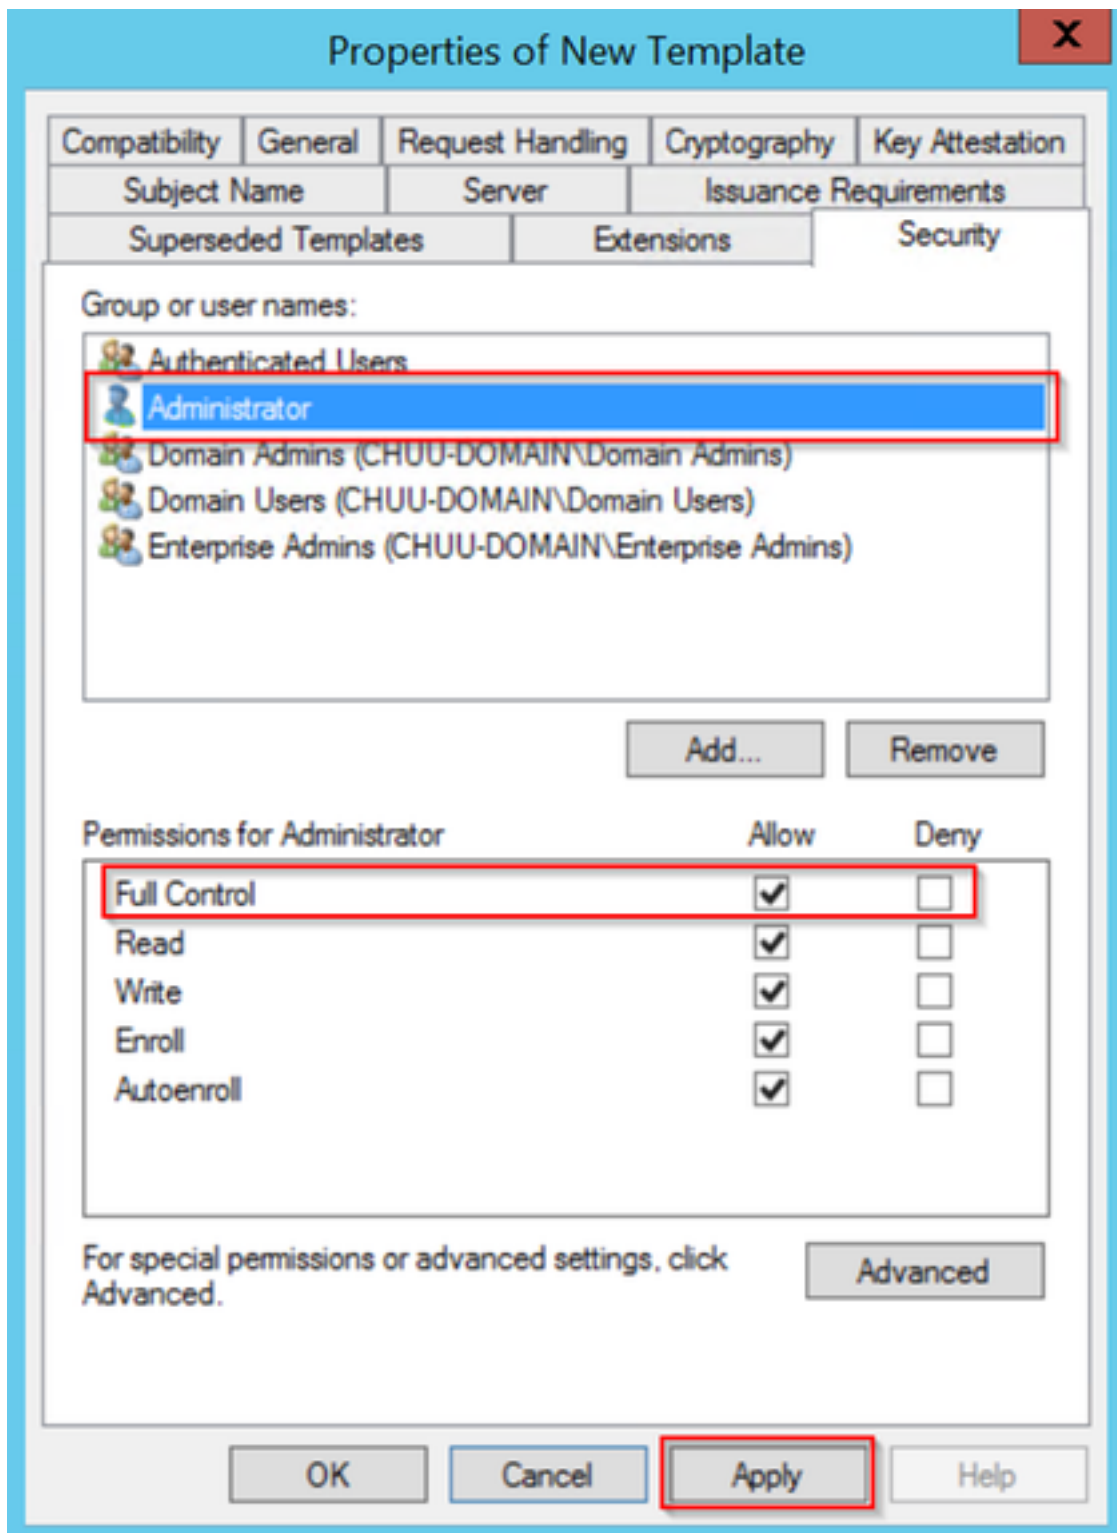 Properties of New Template
X
Compatibility General Request Handling Cryptography Key Attestation
Subject Name Server Issuance Requirements
Superseded Templates Extensions Security
Group or user names:
Authenticated Users
Administrator
Domain Admins (CHUU-DOMAIN\Domain Admins)
Domain Users (CHUU-DOMAIN\Domain Users)
Enterprise Admins (CHUU-DOMAIN\Enterprise Admins)
Add... Remove
Permissions for Administrator Allow Deny
Full Control
Read
Write
Enroll
Autoenroll
For special permissions or advanced settings, click
Advanced.
Advanced
OK Cancel Apply Help